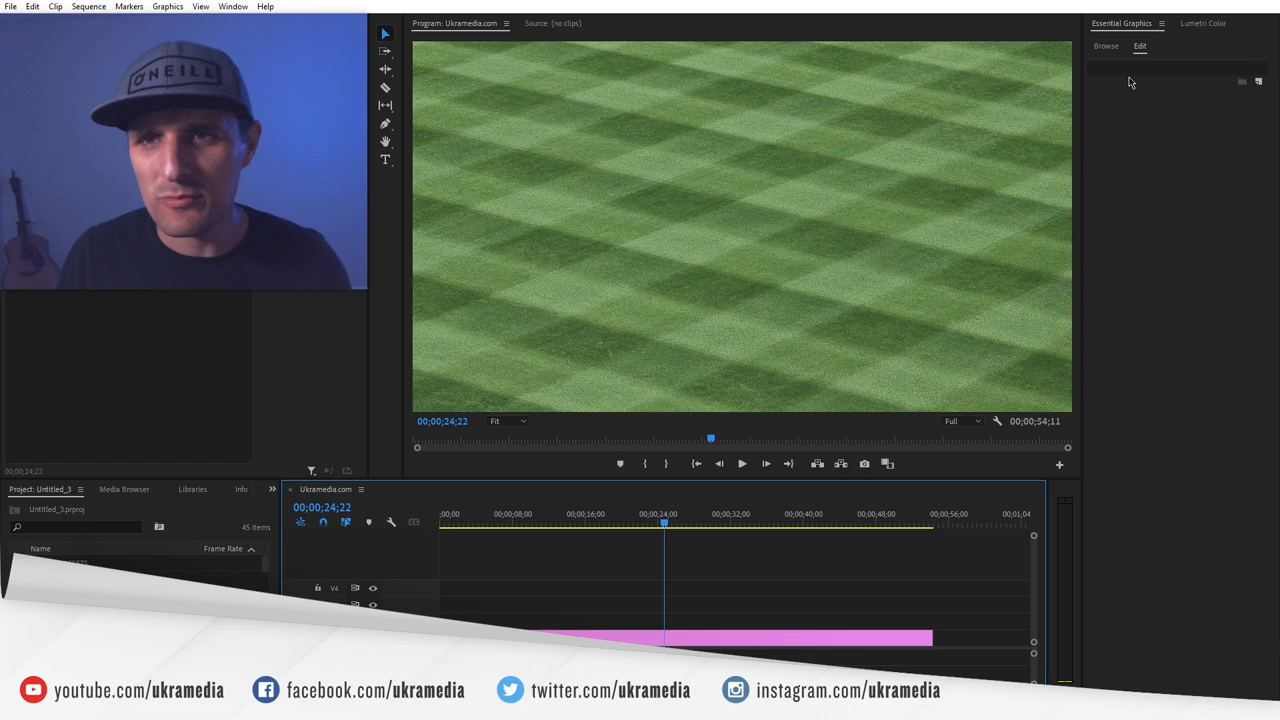 File Edit Clip Sequence Markers Graphics View Window Help
O'NEILL
Program: Ukramedia.com
Source: (no clips)
Essential Graphics
Lumetri Color
Browse
Edit
00;00;24;22
Fit
Full
00;00;54;11
00;00;24;22
Project: Untitled_3
Media Browser
Libraries
Info
Untitled_3.prproj
45 items
Name
Frame Rate
× Ukramedia.com
00;00;24;22
;00;00 00;00;08;00 00;00;16;00 00;00;24;00 00;00;32;00 00;00;40;00 00;00;48;00 00;00;56;00 00;01;04
V4
youtube.com/ukramedia
facebook.com/ukramedia
twitter.com/ukramedia
instagram.com/ukramedia